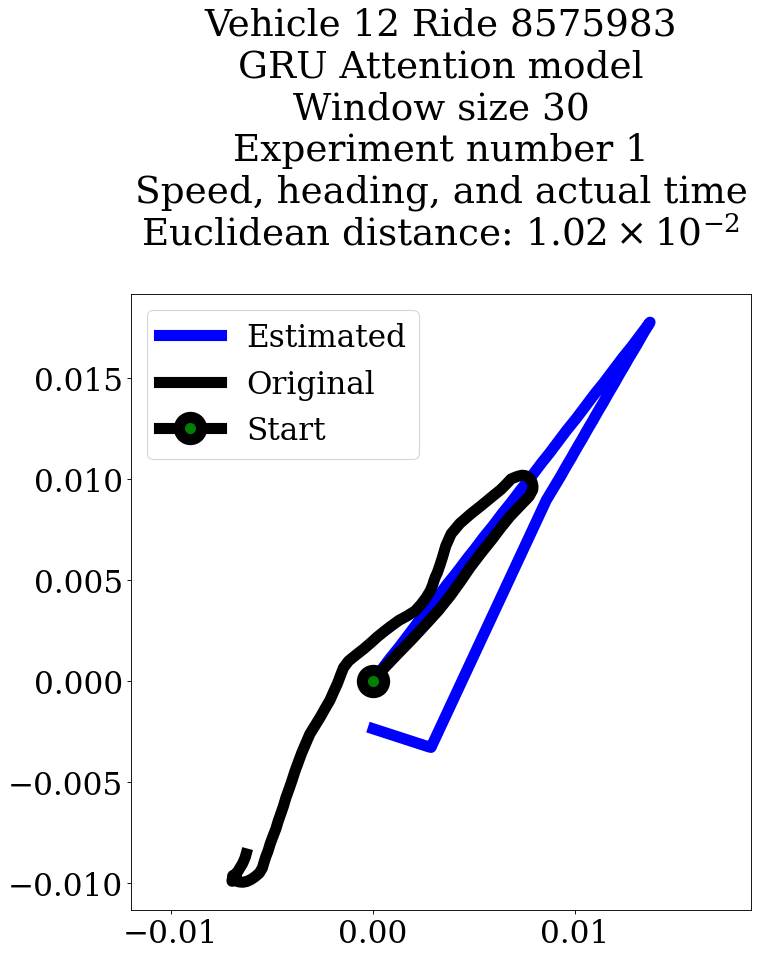 Vehicle 12 Ride 8575983
GRU Attention model
Window size 30
Experiment number 1
Speed, heading, and actual time
Euclidean distance: 1.02 × 10⁻²
Estimated
Original
Start
0.015
0.010
0.005
0.000
−0.005
−0.010
−0.01 0.00 0.01